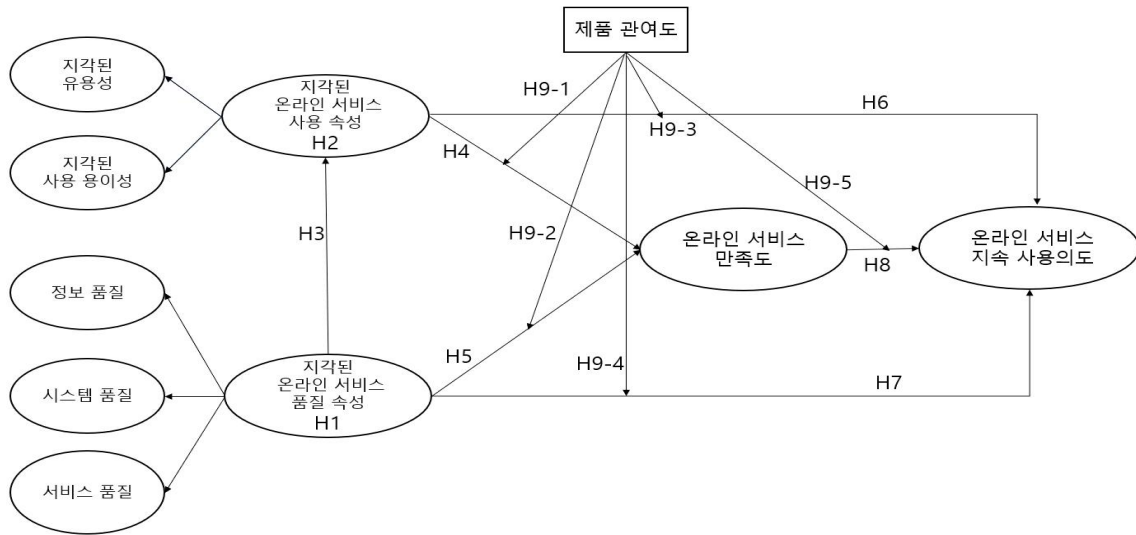 제품 관여도
지각된
유용성
지각된
온라인 서비스
사용 속성
H2
H9-1
H6
H9-3
H4
지각된
사용 용이성
H9-5
H3
H9-2
온라인 서비스
만족도
H8
온라인 서비스
지속 사용의도
정보 품질
H5
H9-4
지각된
온라인 서비스
품질 속성
H1
H7
시스템 품질
서비스 품질